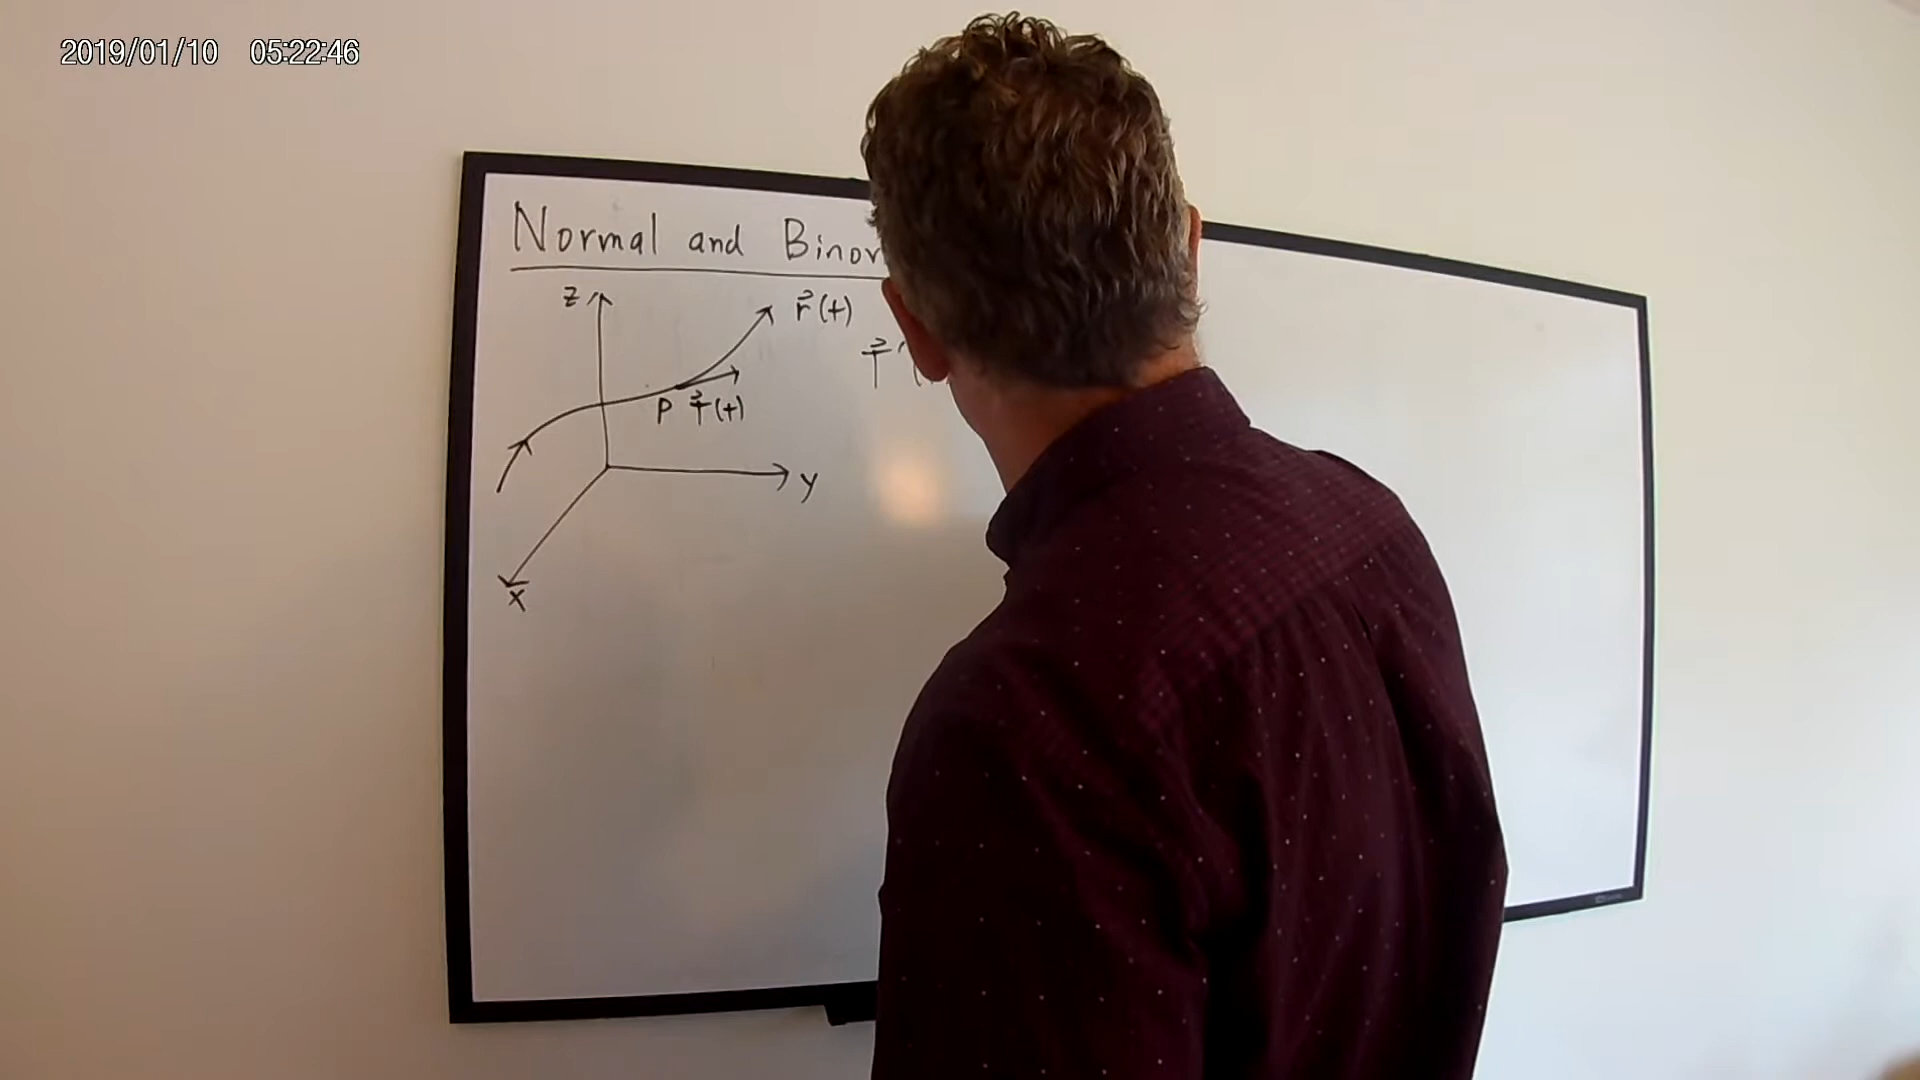 2019/01/10 05:22:46
Normal and Binor
z
r⃗(t)
T⃗'(
P T⃗(t)
y
x